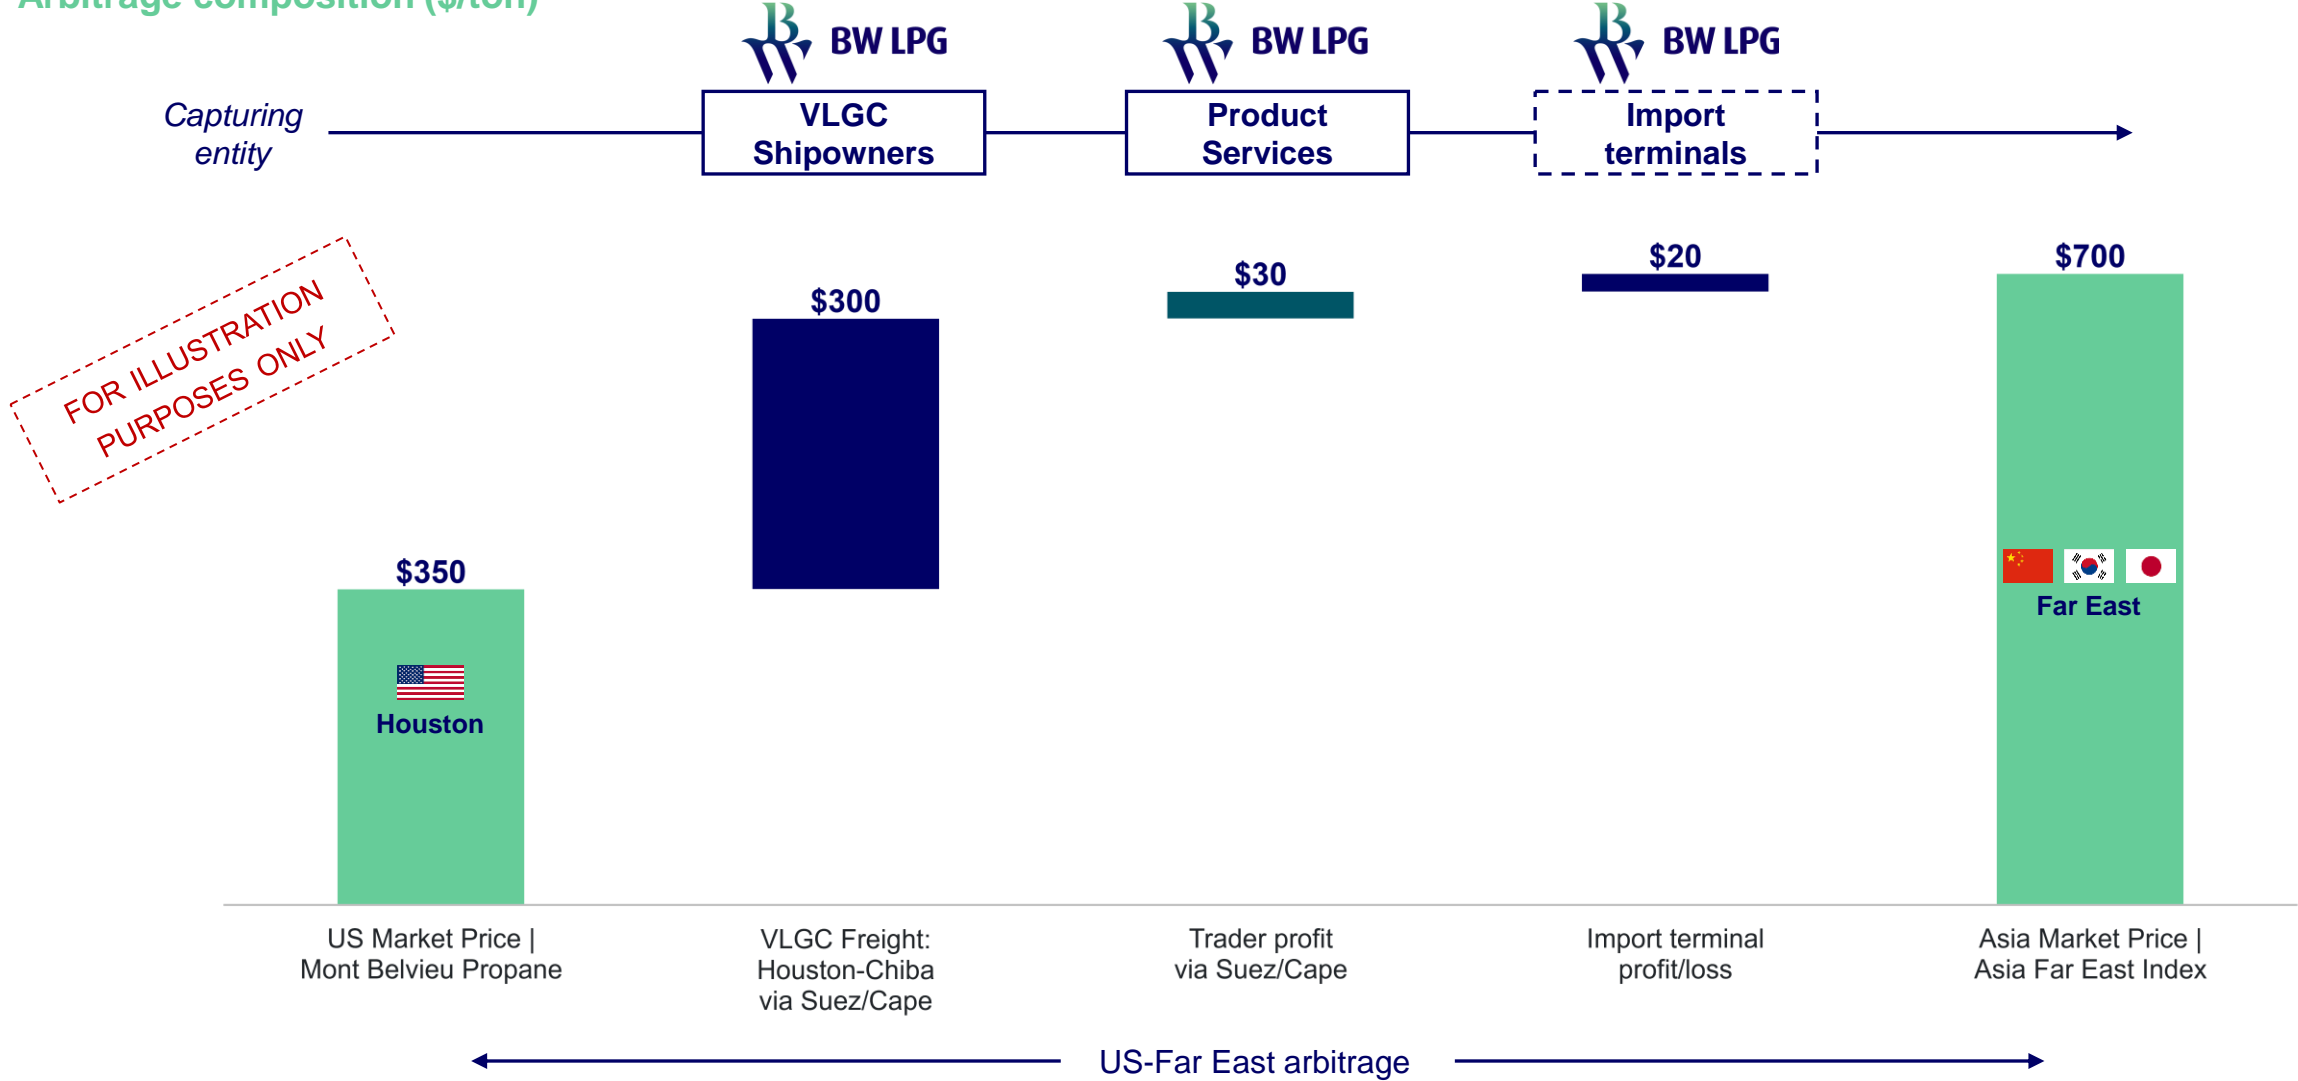 Arbitrage composition ($/ton)
BW LPG
BW LPG
BW LPG
Capturing
entity
VLGC
Shipowners
Product
Services
Import
terminals
FOR ILLUSTRATION
PURPOSES ONLY
$350
$300
$30
$20
$700
Houston
Far East
US Market Price |
Mont Belvieu Propane
VLGC Freight:
Houston-Chiba
via Suez/Cape
Trader profit
via Suez/Cape
Import terminal
profit/loss
Asia Market Price |
Asia Far East Index
US-Far East arbitrage